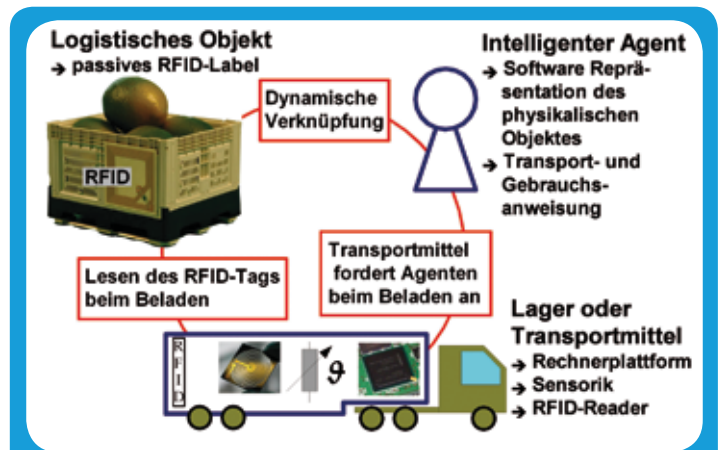 Logistisches Objekt
→ passives RFID-Label
RFID
Dynamische
Verknüpfung
Intelligenter Agent
→ Software Reprä-
sentation des
physikalischen
Objektes
→ Transport- und
Gebrauchs-
anweisung
Lesen des RFID-Tags
beim Beladen
Transportmittel
fordert Agenten
beim Beladen an
Lager oder
Transportmittel
→ Rechnerplattform
→ Sensorik
→ RFID-Reader
RFID
ϑ